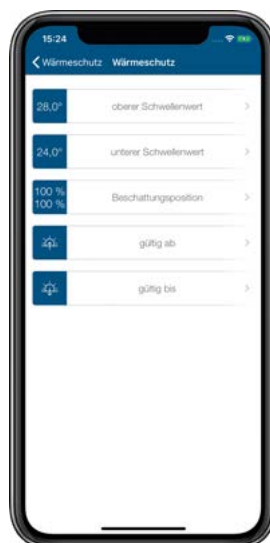 15:24
Wärmeschutz Wärmeschutz
28,0° oberer Schwellenwert
24,0° unterer Schwellenwert
100 %
100 % Beschattungsposition
gültig ab
gültig bis